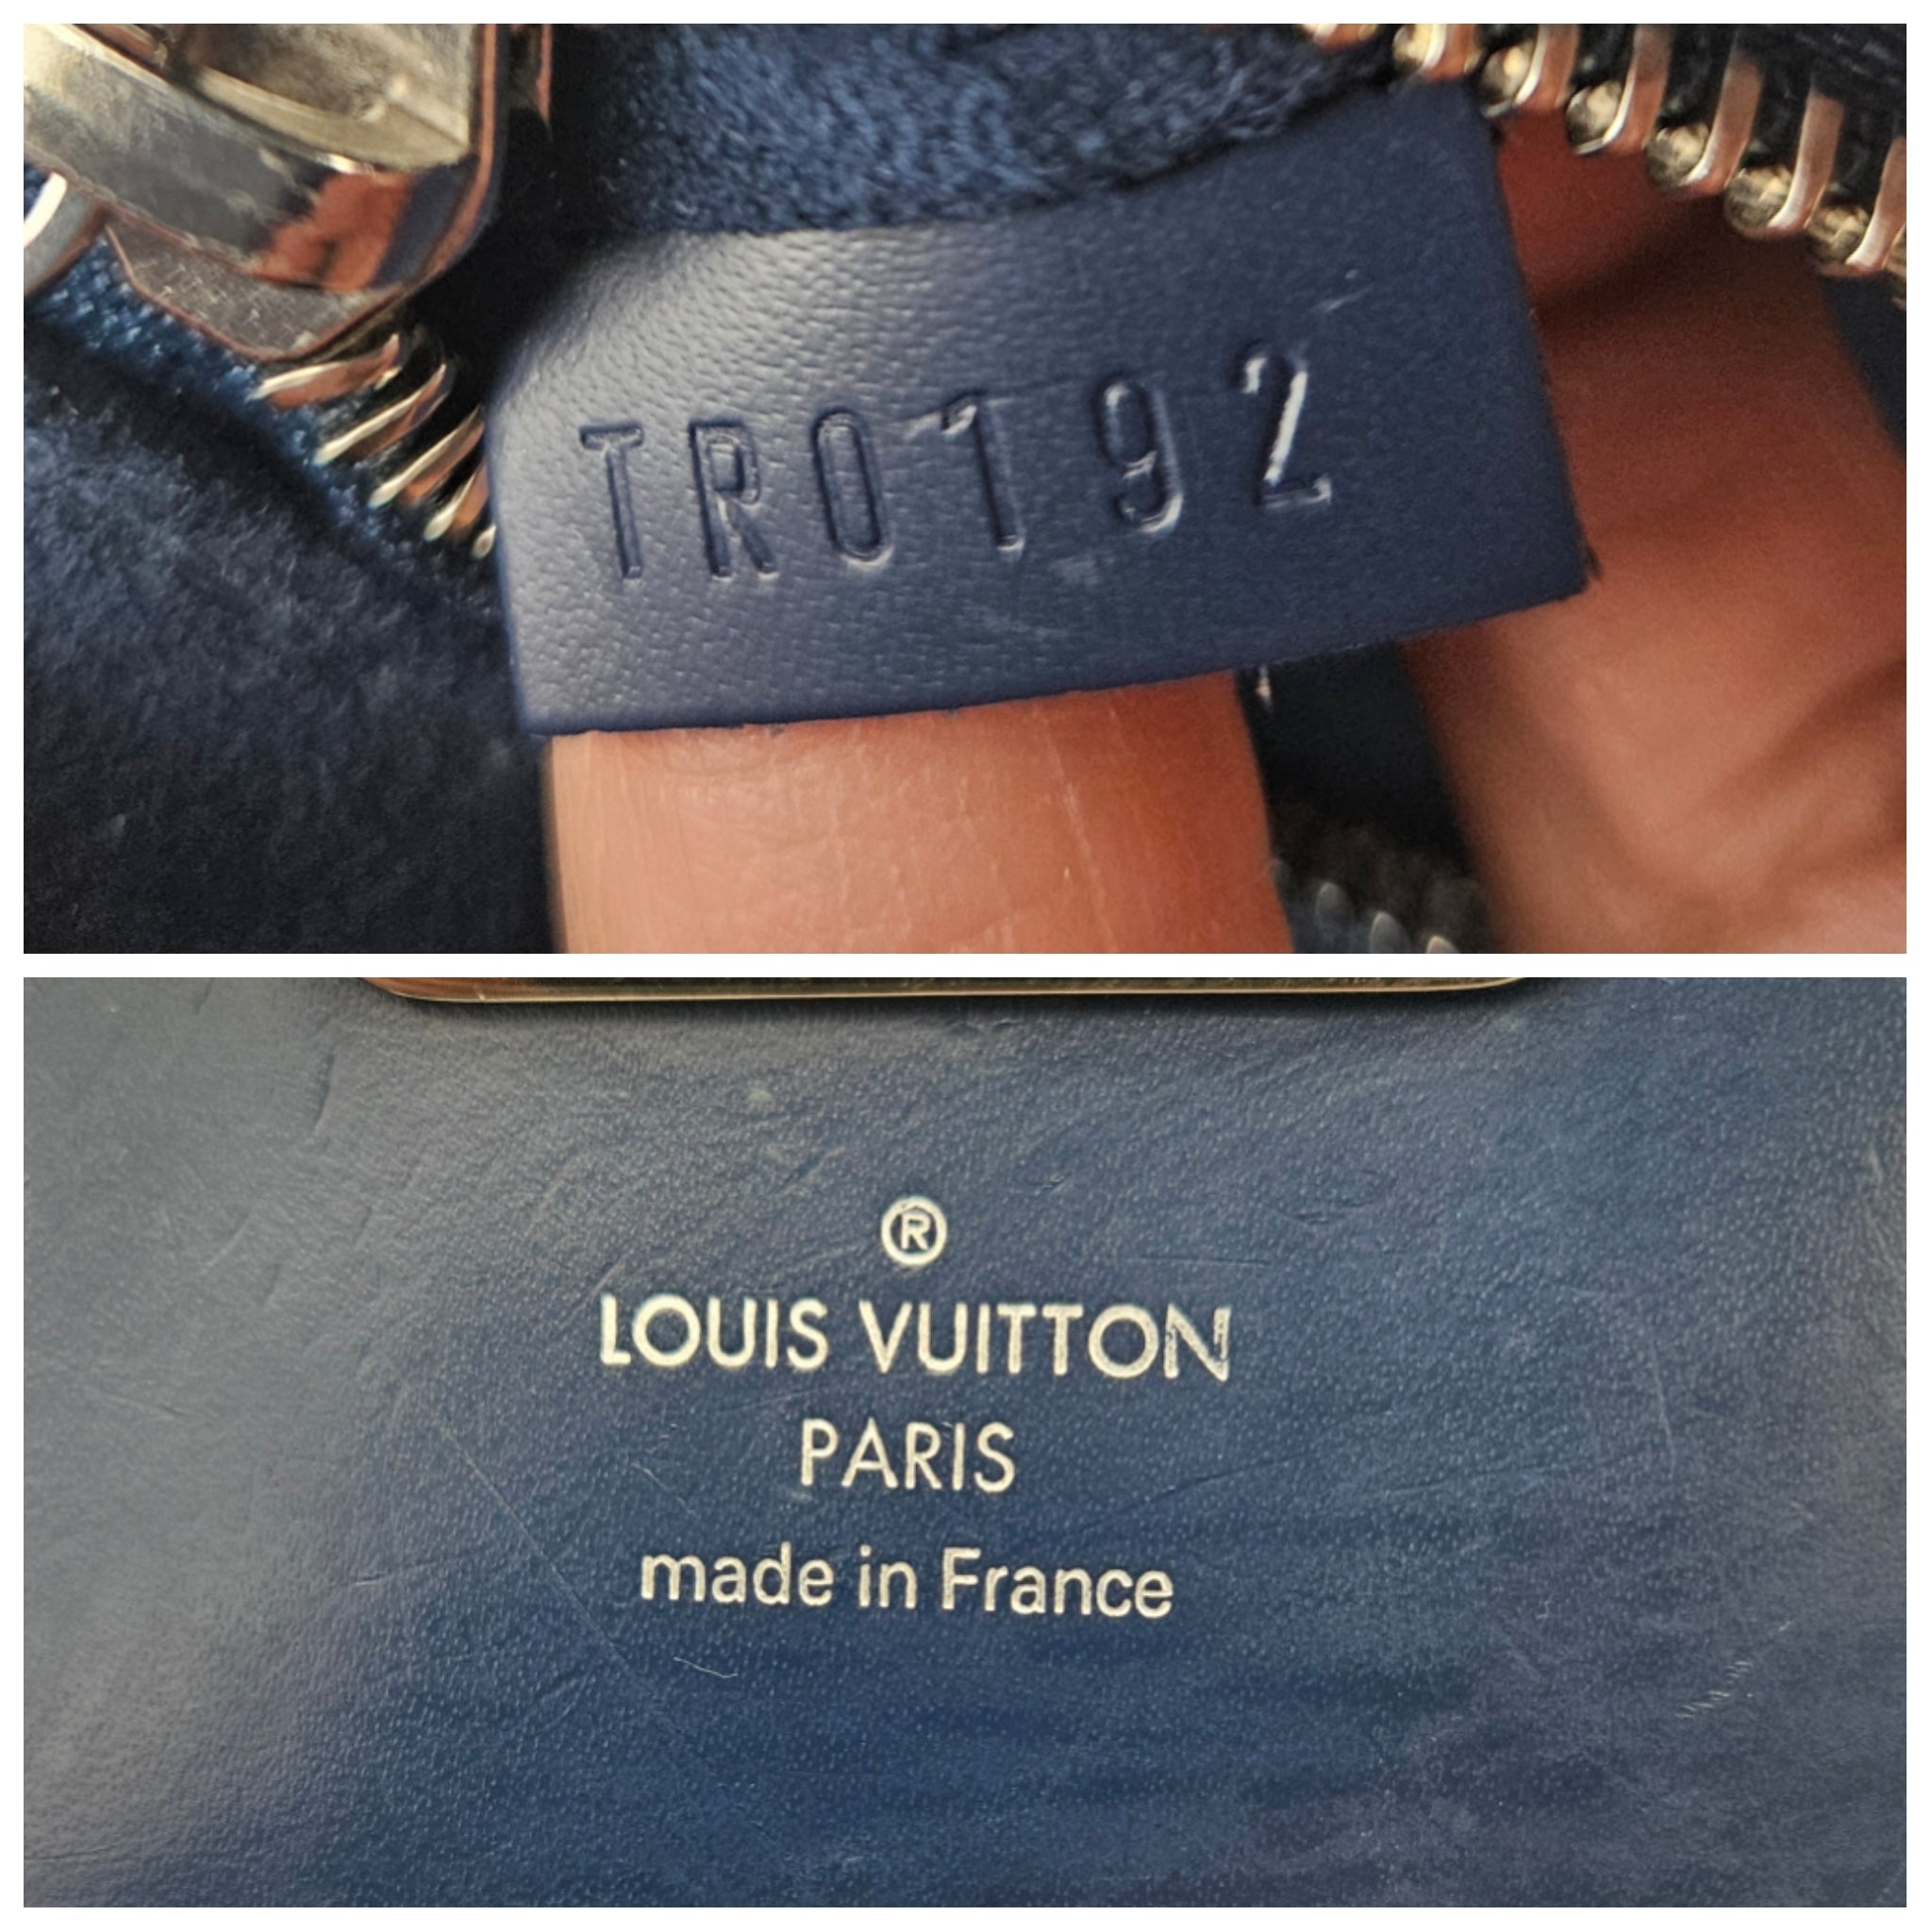 TR0192
®
LOUIS VUITTON
PARIS
made in France